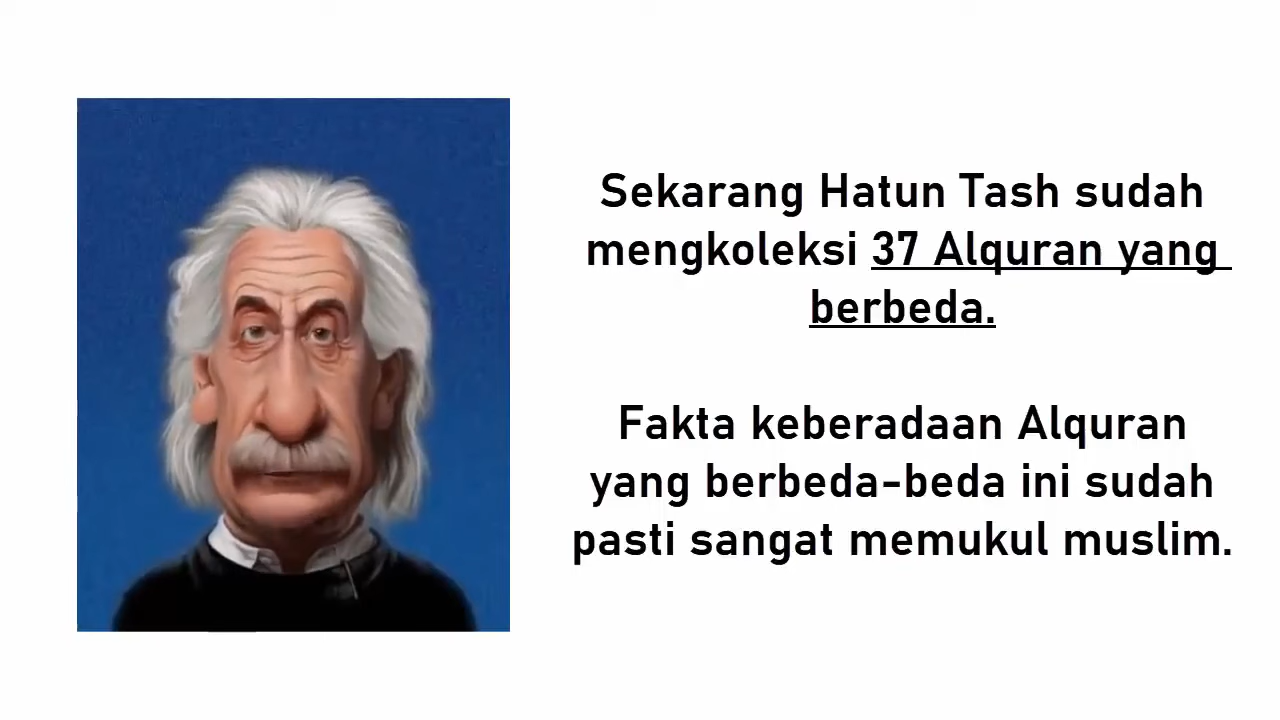 Sekarang Hatun Tash sudah
mengkoleksi 37 Alquran yang
berbeda.
Fakta keberadaan Alquran
yang berbeda-beda ini sudah
pasti sangat memukul muslim.